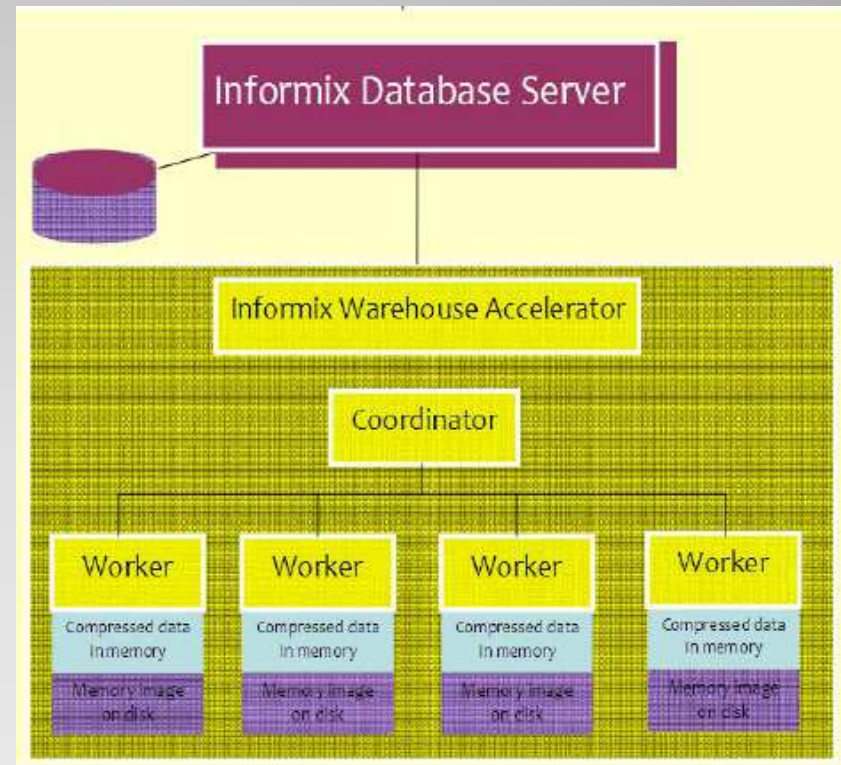 Informix Database Server
Informix Warehouse Accelerator
Coordinator
Worker
Worker
Worker
Worker
Compressed data
in memory
Compressed data
in memory
Compressed data
in memory
Compressed data
in memory
Memory image
on disk
Memory image
on disk
Memory image
on disk
Memory image
on disk